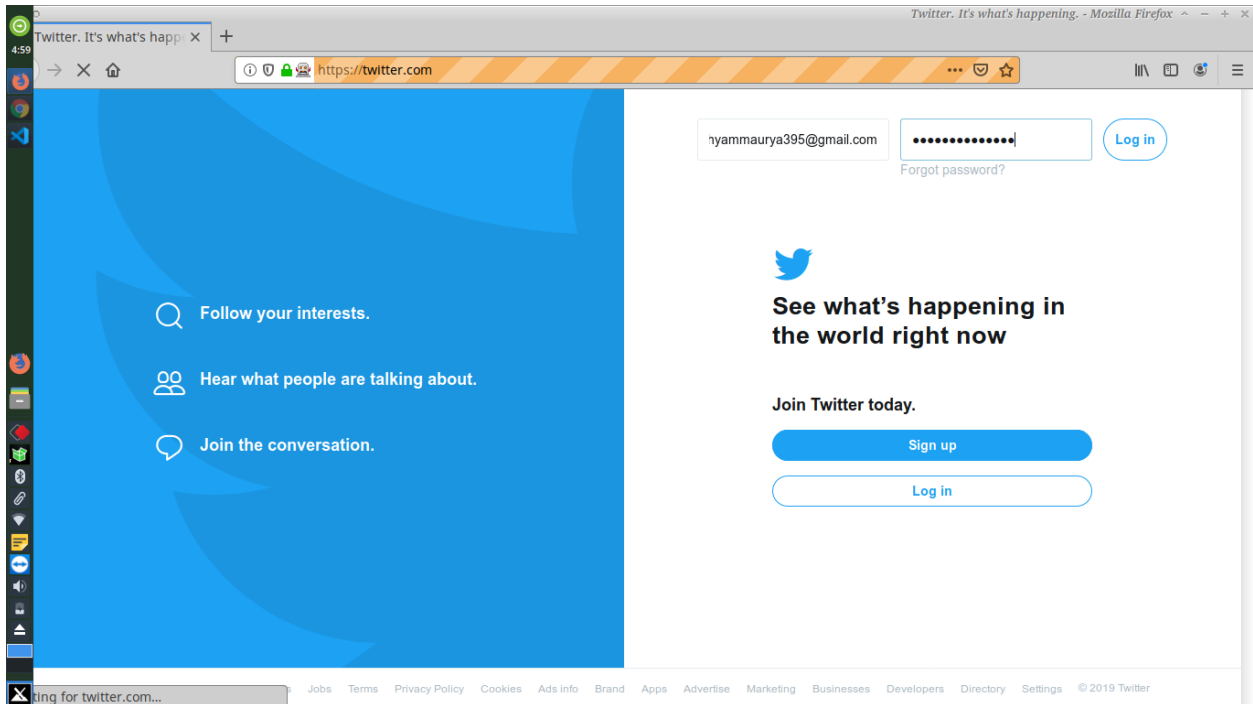 Twitter. It's what's happening. - Mozilla Firefox
4:59
Twitter. It's what's happe
https://twitter.com
hyammaurya395@gmail.com
••••••••••••••
Log in
Forgot password?
See what's happening in
the world right now
Follow your interests.
Hear what people are talking about.
Join the conversation.
Join Twitter today.
Sign up
Log in
ting for twitter.com...
Jobs Terms Privacy Policy Cookies Ads info Brand Apps Advertise Marketing Businesses Developers Directory Settings © 2019 Twitter